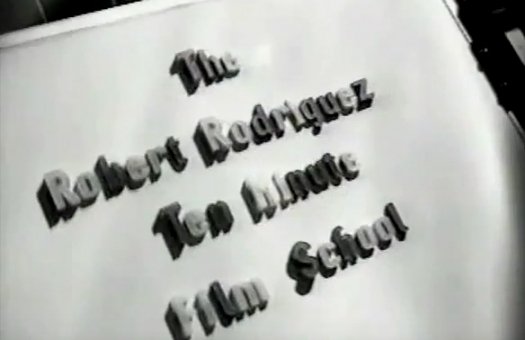 The
Robert Rodriguez
Ten Minute
Film School